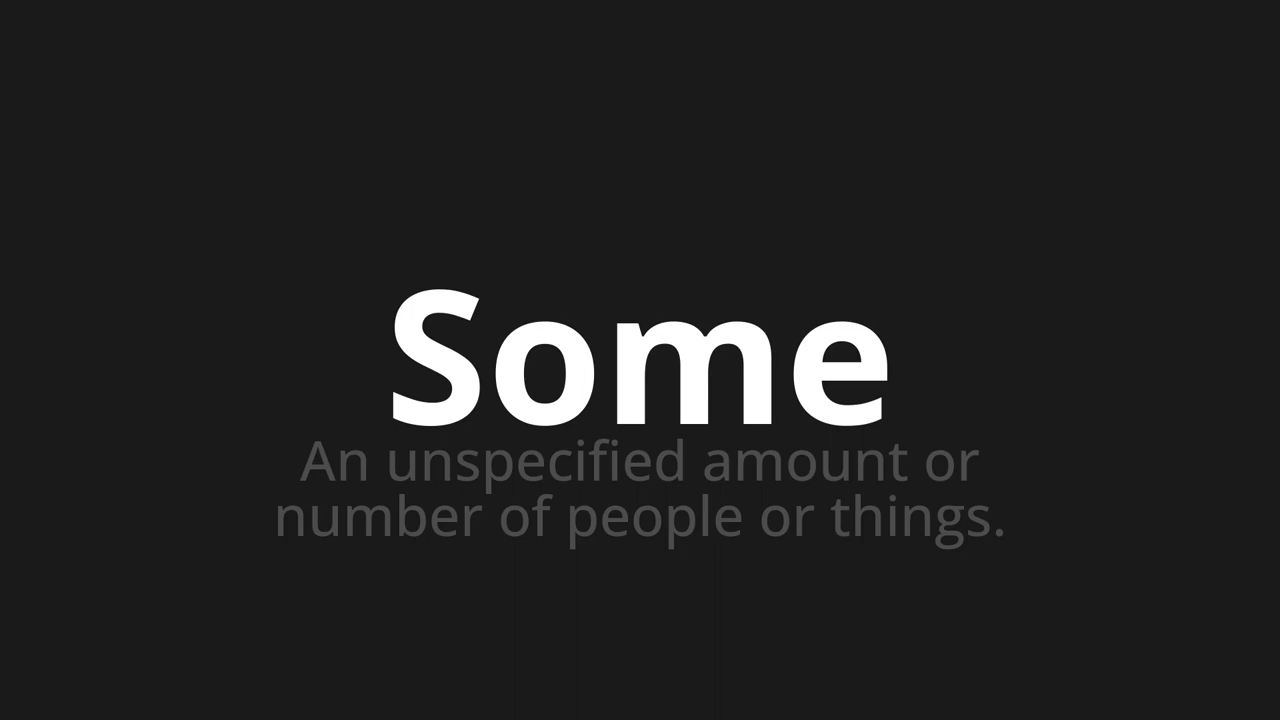 Some
An unspecified amount or
number of people or things.